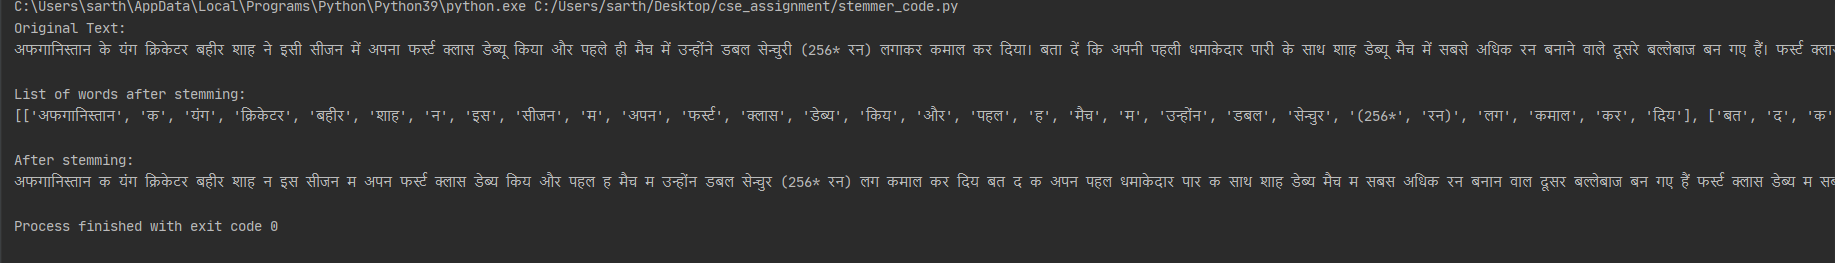 C:\Users\sarth\AppData\Local\Programs\Python\Python39\python.exe C:/Users/sarth/Desktop/cse_assignment/stemmer_code.py
Original Text:
अफगानिस्तान के यंग क्रिकेटर बहीर शाह ने इसी सीजन में अपना फर्स्ट क्लास डेब्यू किया और पहले ही मैच में उन्होंने डबल सेन्चुरी (256* रन) लगाकर कमाल कर दिया। बता दें कि अपनी पहली धमाकेदार पारी के साथ शाह डेब्यू मैच में सबसे अधिक रन बनाने वाले दूसरे बल्लेबाज बन गए हैं। फर्स्ट
List of words after stemming:
[['अफगानिस्तान', 'क', 'यंग', 'क्रिकेटर', 'बहीर', 'शाह', 'न', 'इस', 'सीजन', 'म', 'अपन', 'फर्स्ट', 'क्लास', 'डेब्य', 'किय', 'और', 'पहल', 'ह', 'मैच', 'म', 'उन्होंन', 'डबल', 'सेन्चुर', '(256*', 'रन)', 'लग', 'कमाल', 'कर', 'दिय'], ['बत', 'द', 'क'
After stemming:
अफगानिस्तान क यंग क्रिकेटर बहीर शाह न इस सीजन म अपन फर्स्ट क्लास डेब्य किय और पहल ह मैच म उन्होंन डबल सेन्चुर (256* रन) लग कमाल कर दिय बत द क अपन पहल धमाकेदार पार क साथ शाह डेब्य मैच म सबस अधिक रन बनान वाल दूसर बल्लेबाज बन गए हैं फर्स्ट क्लास डेब्य म
Process finished with exit code 0